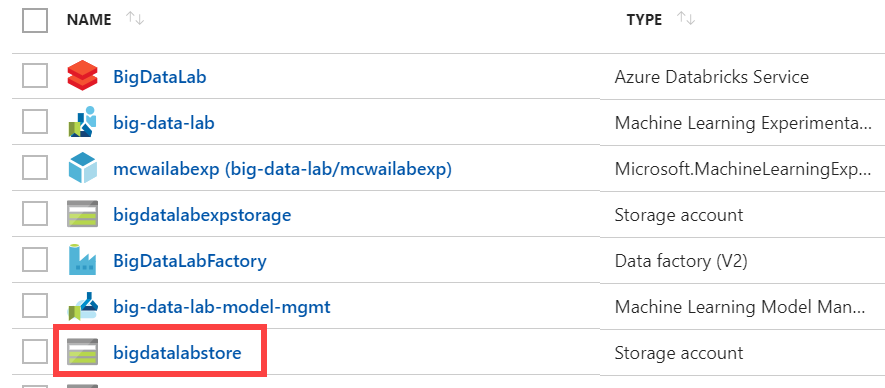 NAME TYPE
BigDataLab Azure Databricks Service
big-data-lab Machine Learning Experimenta...
mcwailabexp (big-data-lab/mcwailabexp) Microsoft.MachineLearningExp...
bigdatalabexpstorage Storage account
BigDataLabFactory Data factory (V2)
big-data-lab-model-mgmt Machine Learning Model Man...
bigdatalabstore Storage account